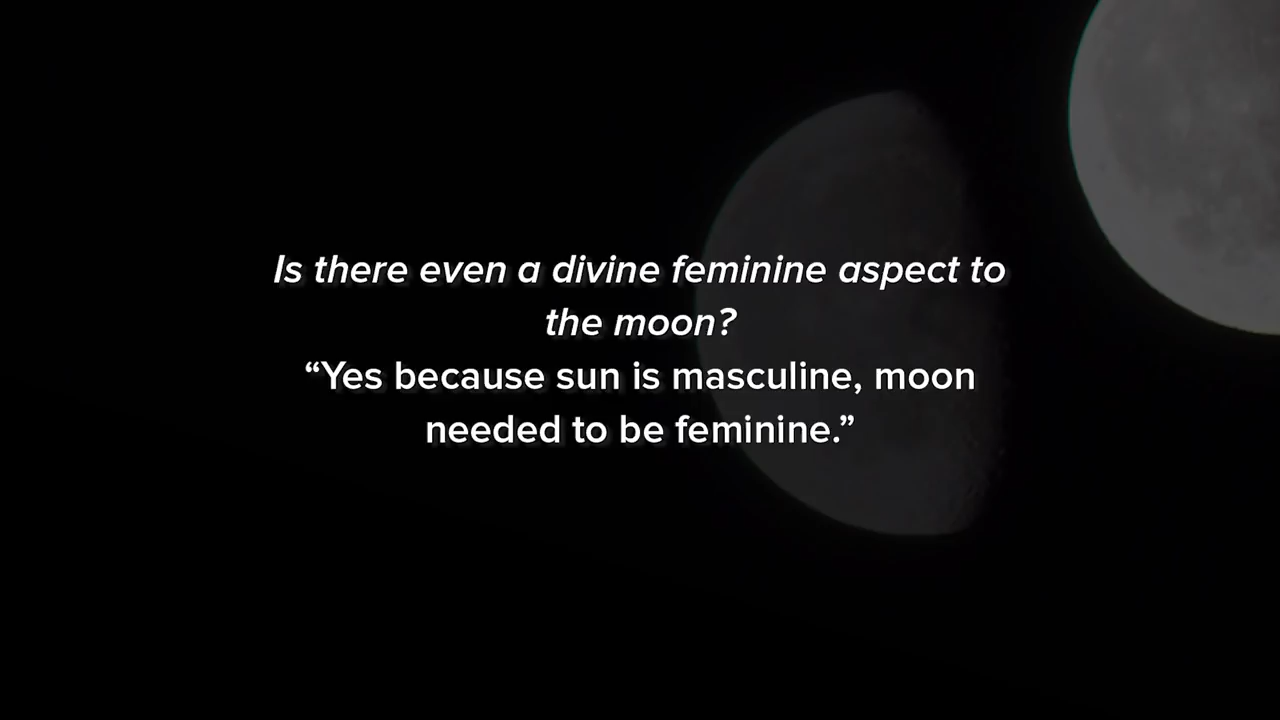 Is there even a divine feminine aspect to
the moon?
“Yes because sun is masculine, moon
needed to be feminine.”